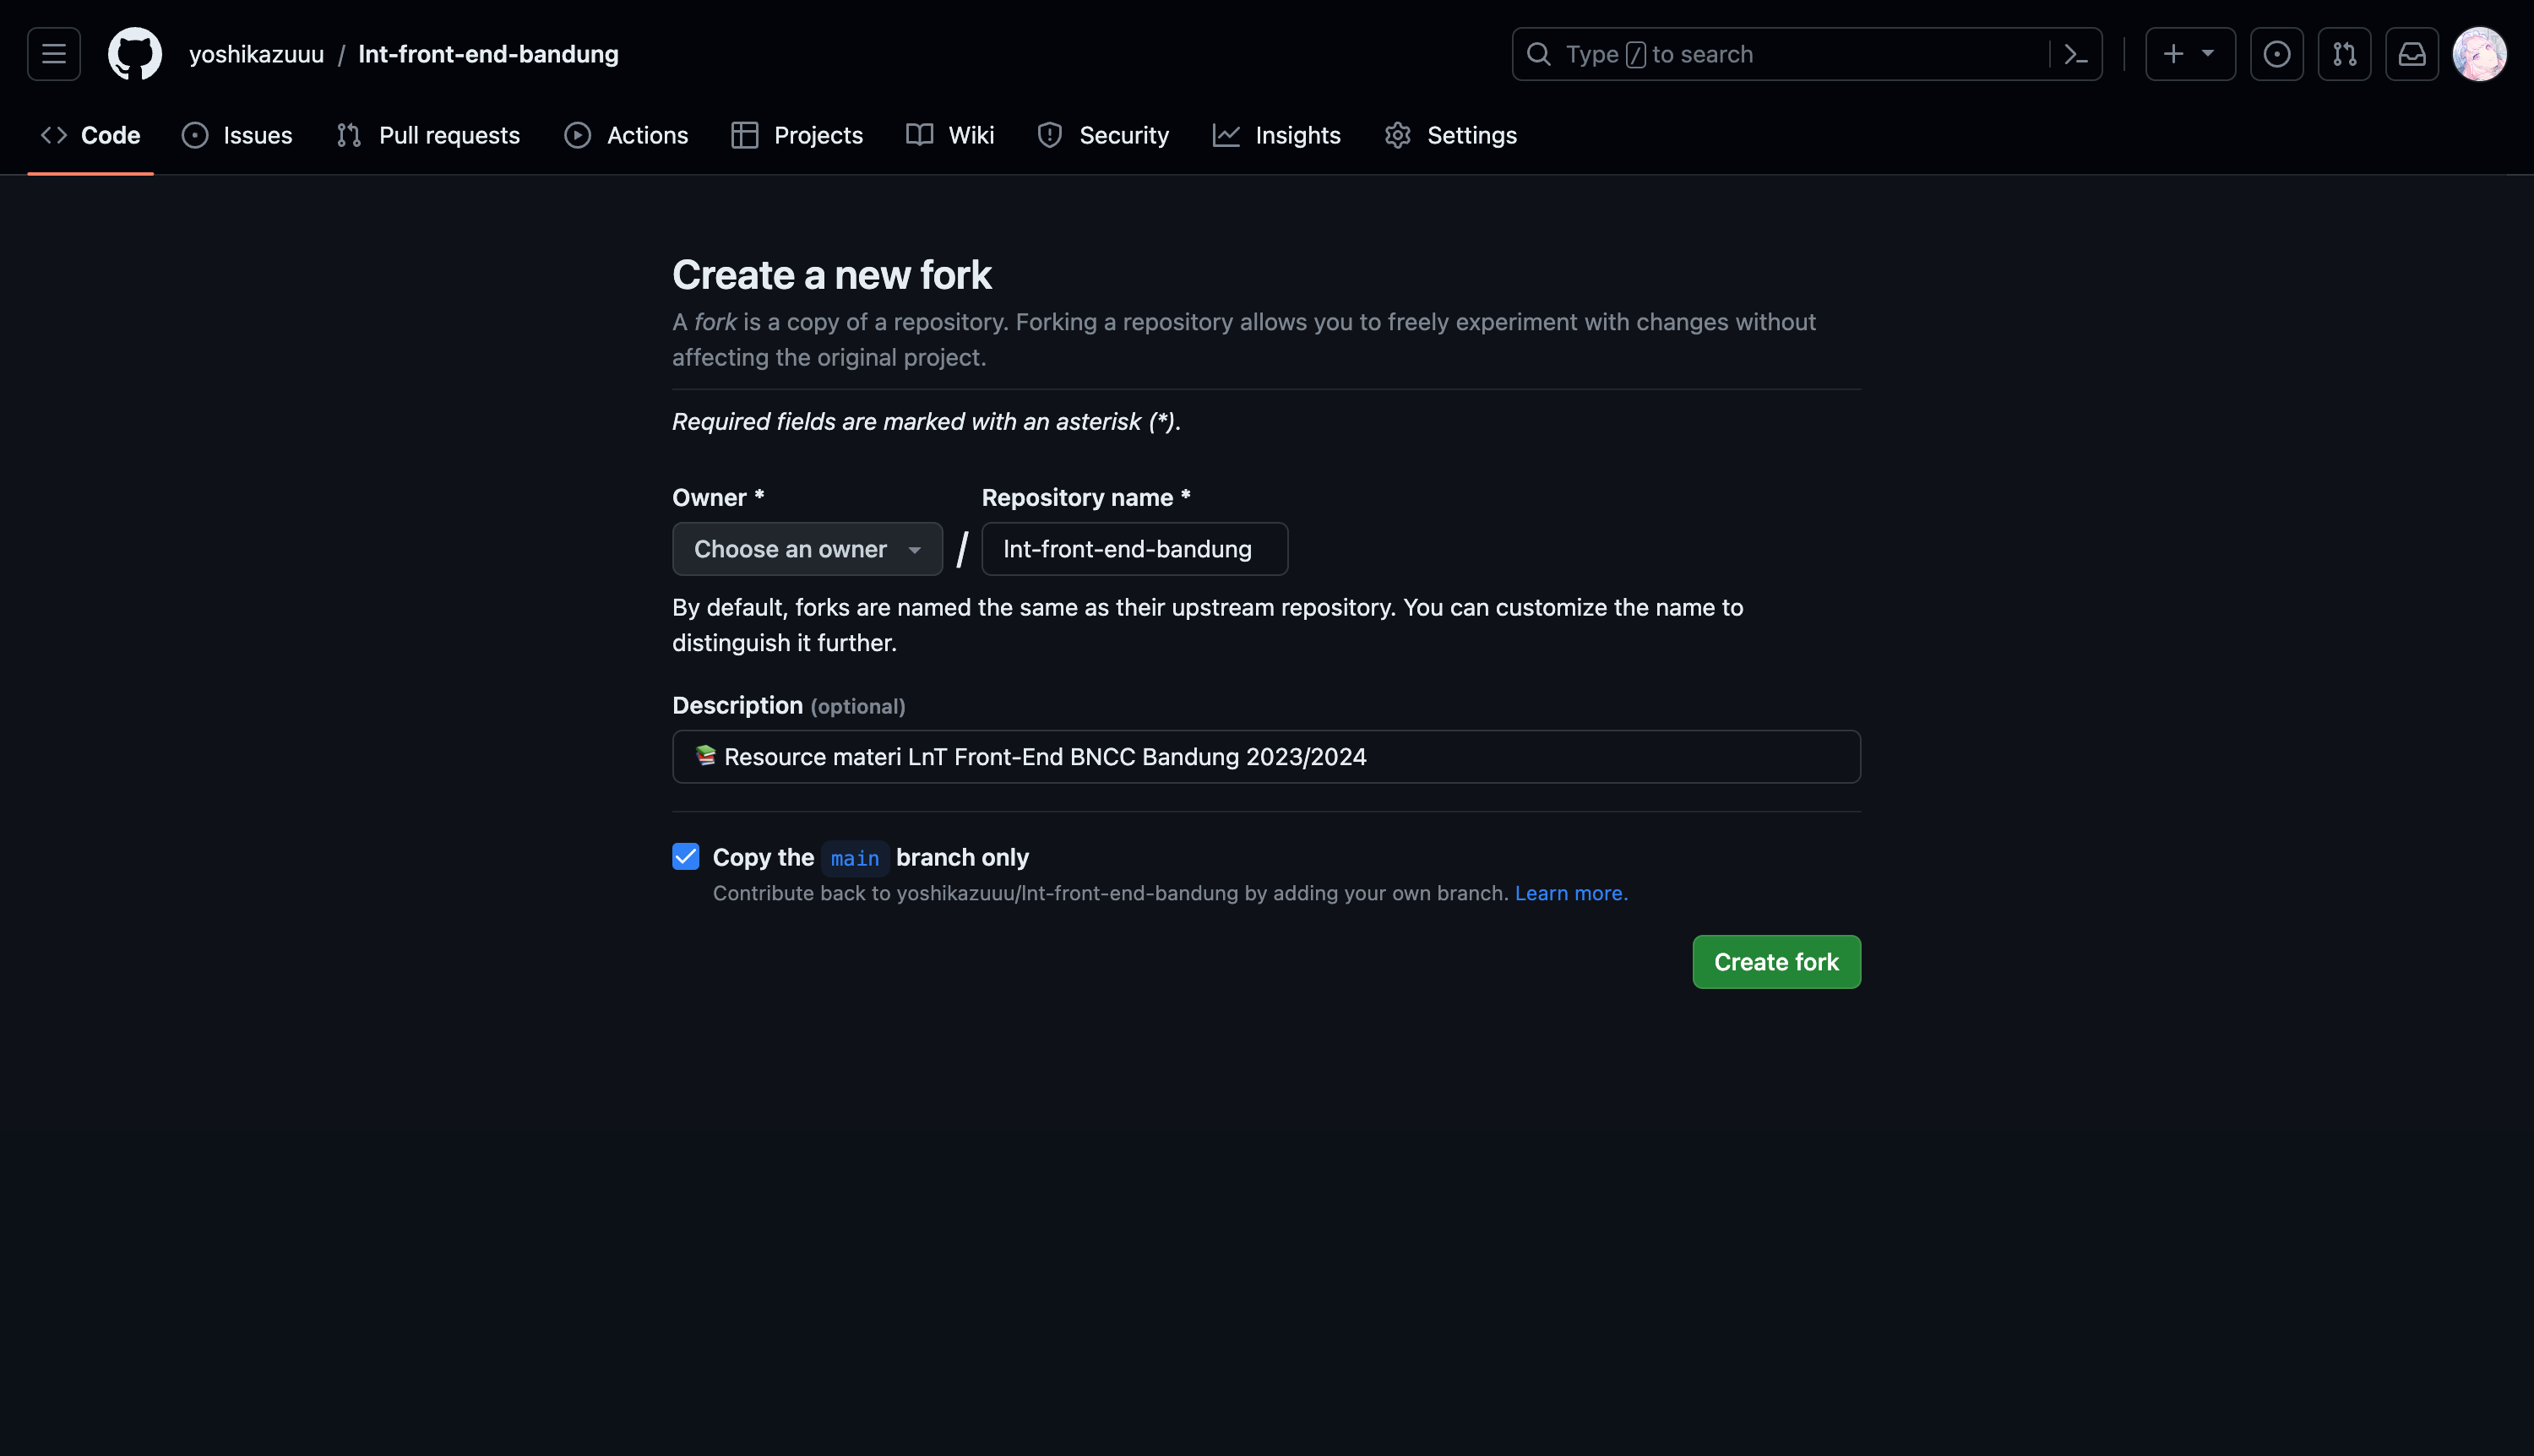 yoshikazuuu / lnt-front-end-bandung
Type / to search
Code Issues Pull requests Actions Projects Wiki Security Insights Settings
Create a new fork
A fork is a copy of a repository. Forking a repository allows you to freely experiment with changes without
affecting the original project.
Required fields are marked with an asterisk (*).
Owner * Repository name *
Choose an owner / lnt-front-end-bandung
By default, forks are named the same as their upstream repository. You can customize the name to
distinguish it further.
Description (optional)
📚 Resource materi LnT Front-End BNCC Bandung 2023/2024
Copy the main branch only
Contribute back to yoshikazuuu/lnt-front-end-bandung by adding your own branch. Learn more.
Create fork